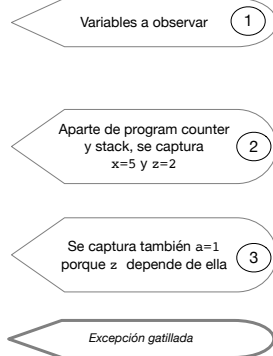 Variables a observar
1
Aparte de program counter
y stack, se captura
x=5 y z=2
2
Se captura también a=1
porque z depende de ella
3
Excepción gatillada